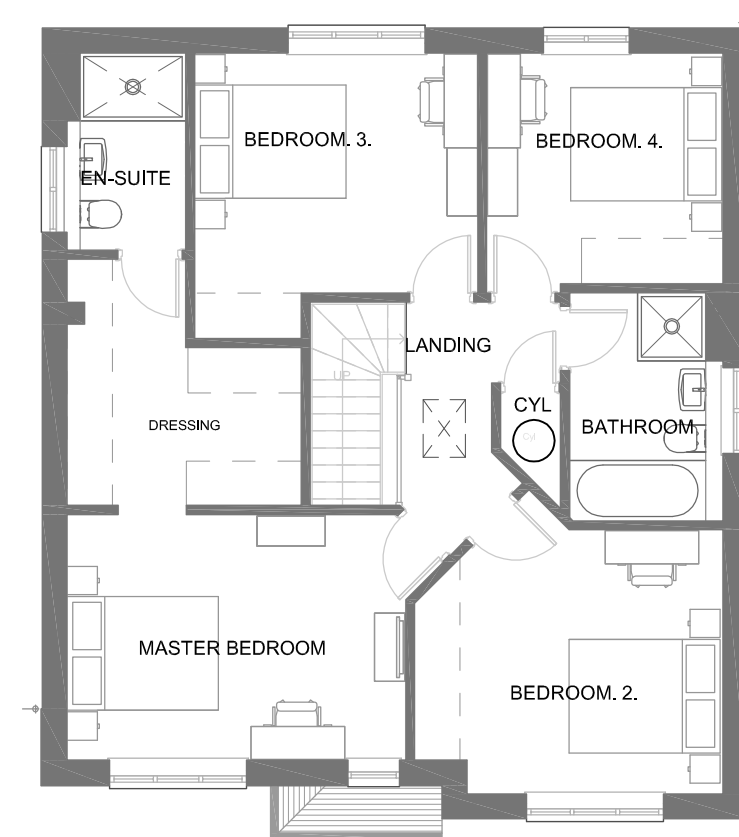 BEDROOM. 3.
BEDROOM. 4.
EN-SUITE
LANDING
UP
CYL
DRESSING
BATHROOM
Cyl
MASTER BEDROOM
BEDROOM. 2.